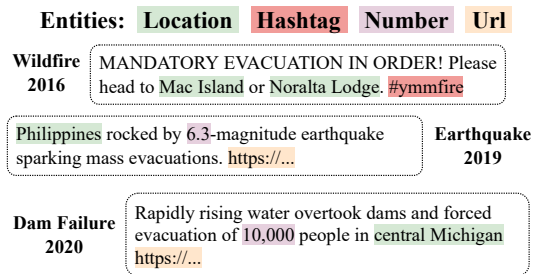 Entities: Location Hashtag Number Url
Wildfire
2016
MANDATORY EVACUATION IN ORDER! Please
head to Mac Island or Noralta Lodge. #ymmfire
Philippines rocked by 6.3-magnitude earthquake
sparking mass evacuations. https://...
Earthquake
2019
Dam Failure
2020
Rapidly rising water overtook dams and forced
evacuation of 10,000 people in central Michigan
https://...